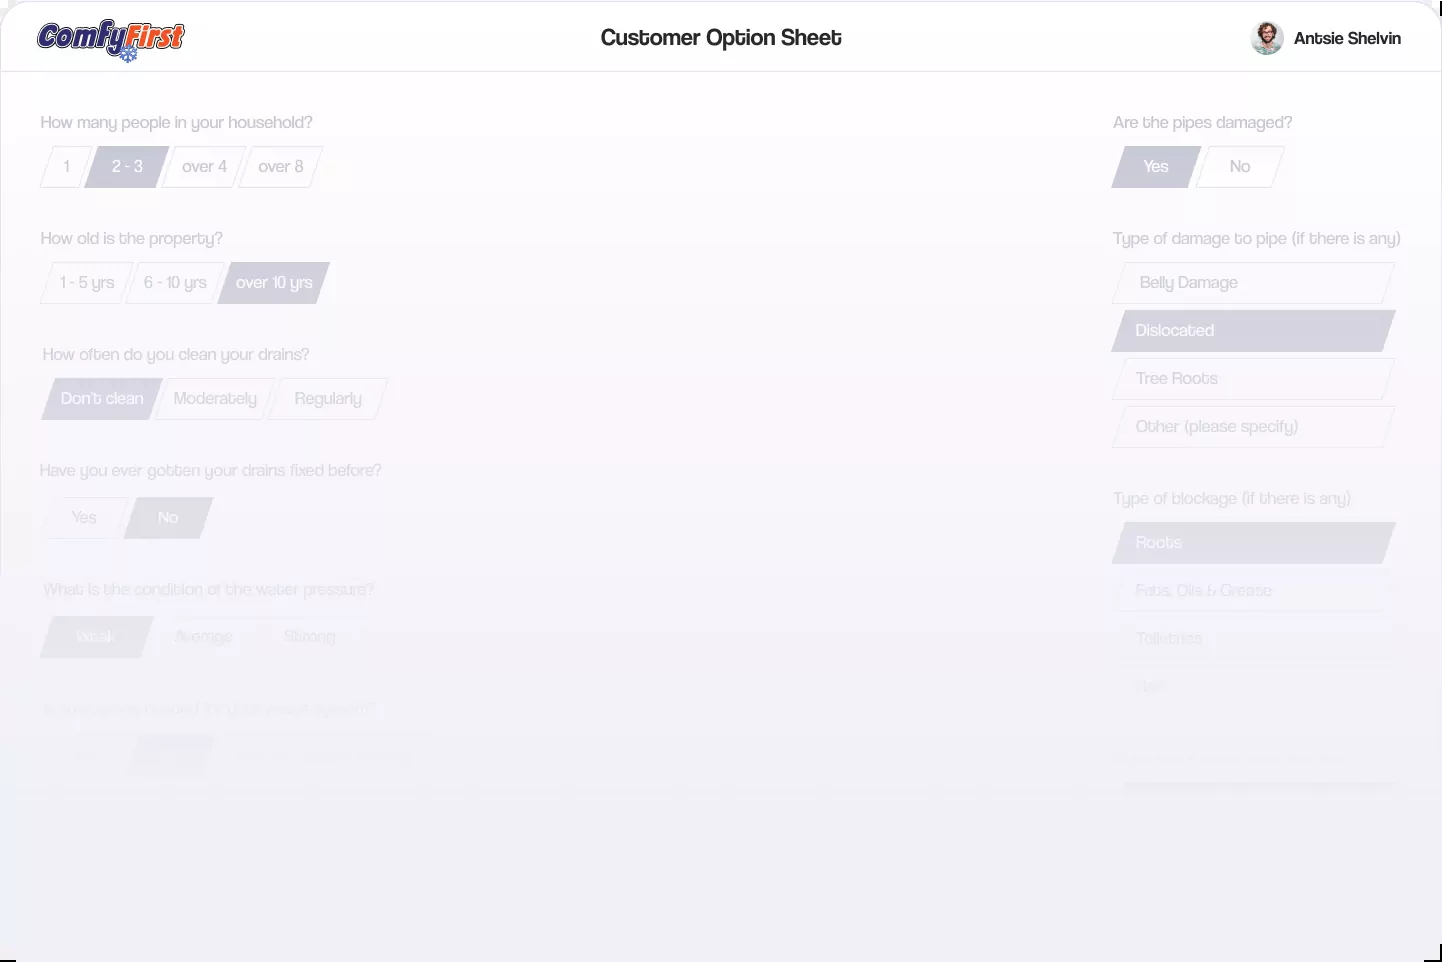 ComfyFirst
Customer Option Sheet
Antsie Shelvin
How many people in your household?
1
2 - 3
over 4
over 8
How old is the property?
1 - 5 yrs
6 - 10 yrs
over 10 yrs
How often do you clean your drains?
Don't clean
Moderately
Regularly
Have you ever gotten your drains fixed before?
Yes
No
What is the condition of the water pressure?
Weak
Average
Strong
Are the pipes damaged?
Yes
No
Type of damage to pipe (if there is any)
Belly Damage
Dislocated
Tree Roots
Other (please specify)
Type of blockage (if there is any)
Roots
Fats, Oils & Grease